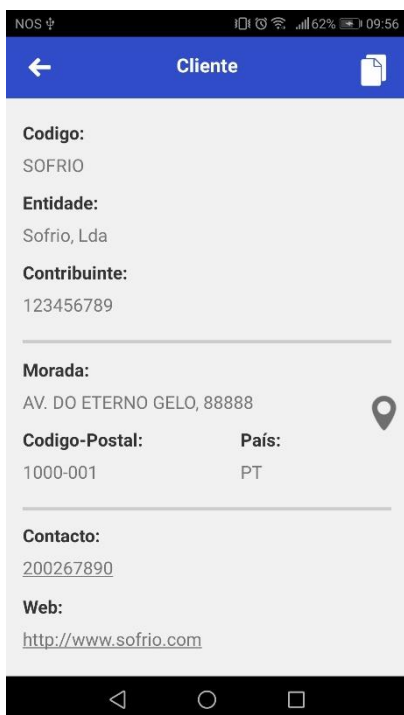 NOS 62% 09:56
Cliente
Codigo:
SOFRIO
Entidade:
Sofrio, Lda
Contribuinte:
123456789
Morada:
AV. DO ETERNO GELO, 88888
Codigo-Postal: País:
1000-001 PT
Contacto:
200267890
Web:
http://www.sofrio.com